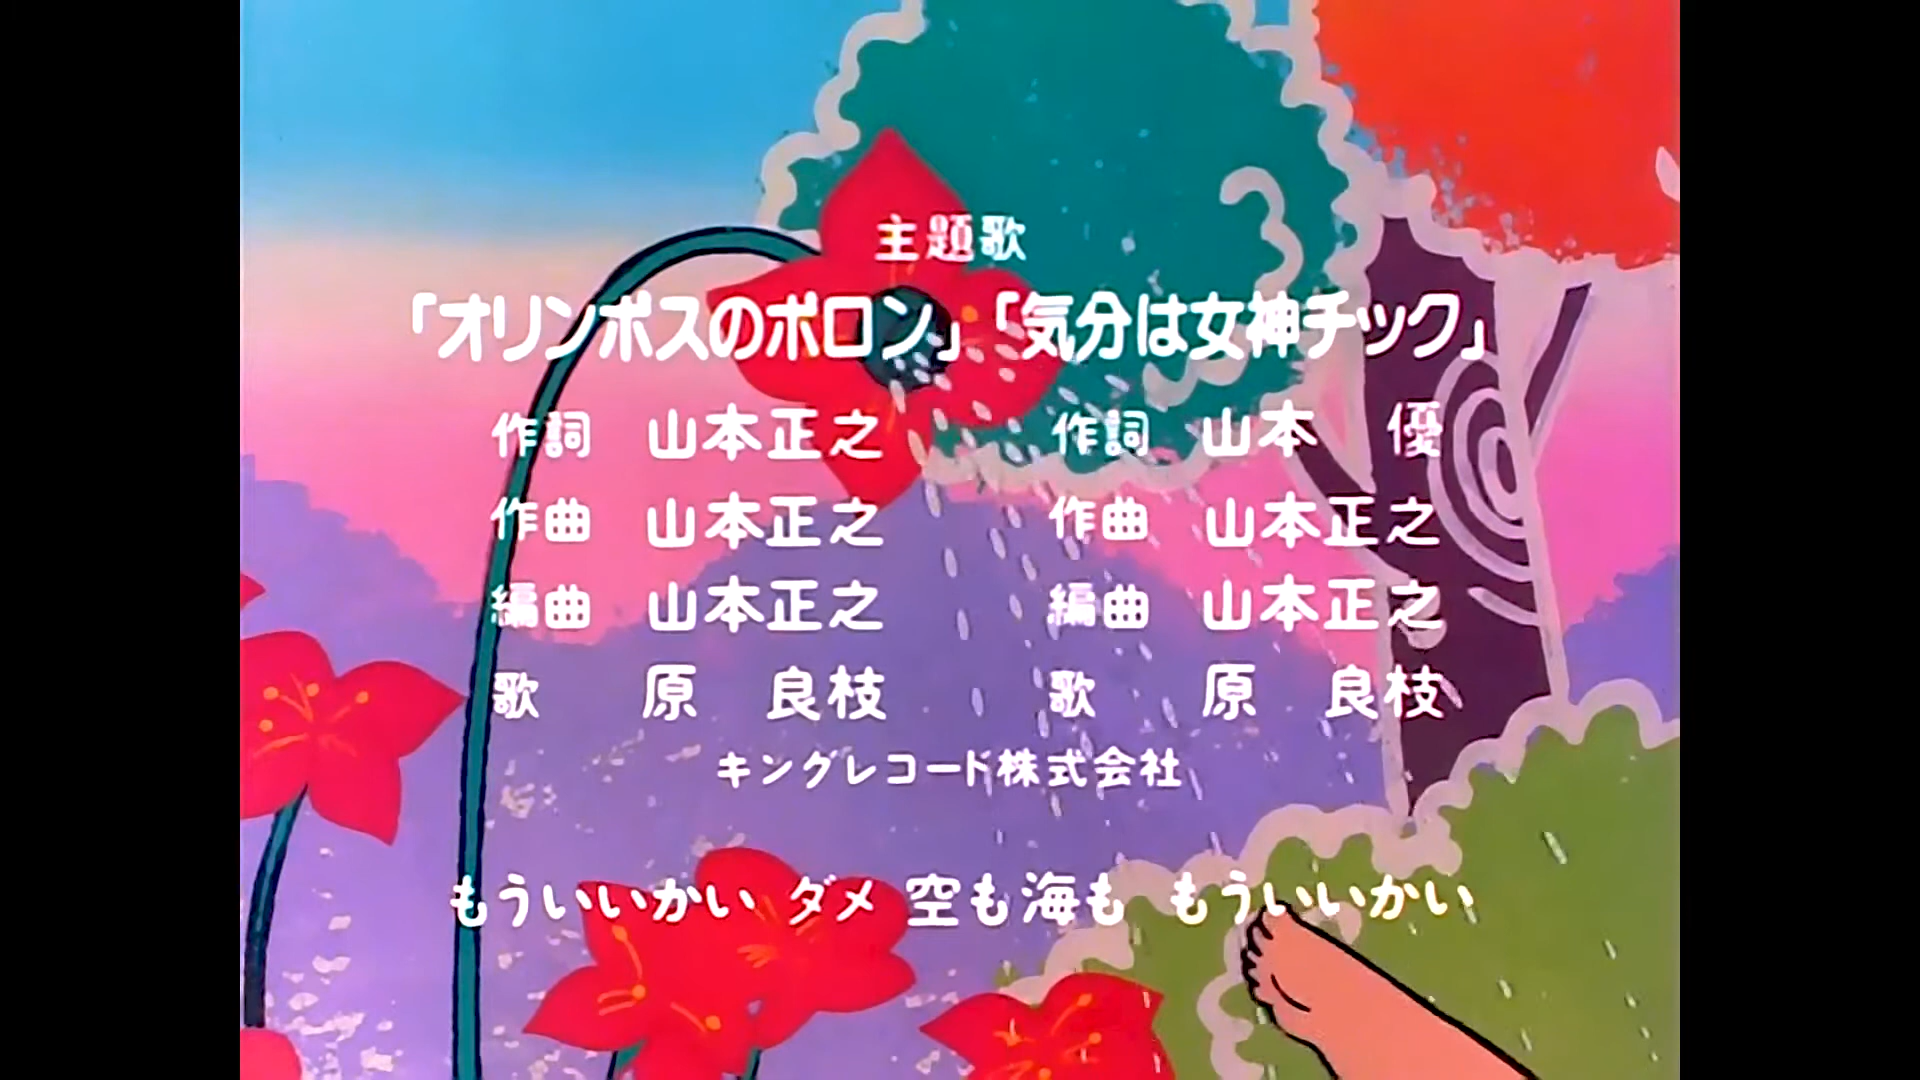 主題歌
「オリンポスのポロン」「気分は女神チック」
作詞 山本正之 作詞 山本 優
作曲 山本正之 作曲 山本正之
編曲 山本正之 編曲 山本正之
歌 原 良枝 歌 原 良枝
キングレコード株式会社
もういいかい ダメ 空も海も もういいかい